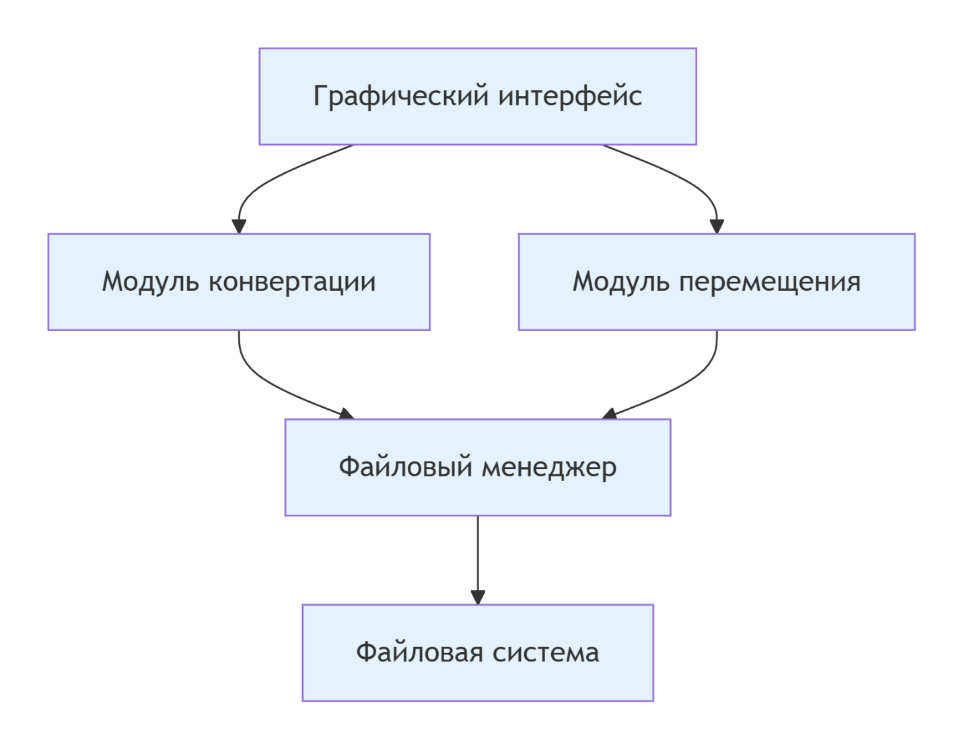 Графический интерфейс
Модуль конвертации
Модуль перемещения
Файловый менеджер
Файловая система